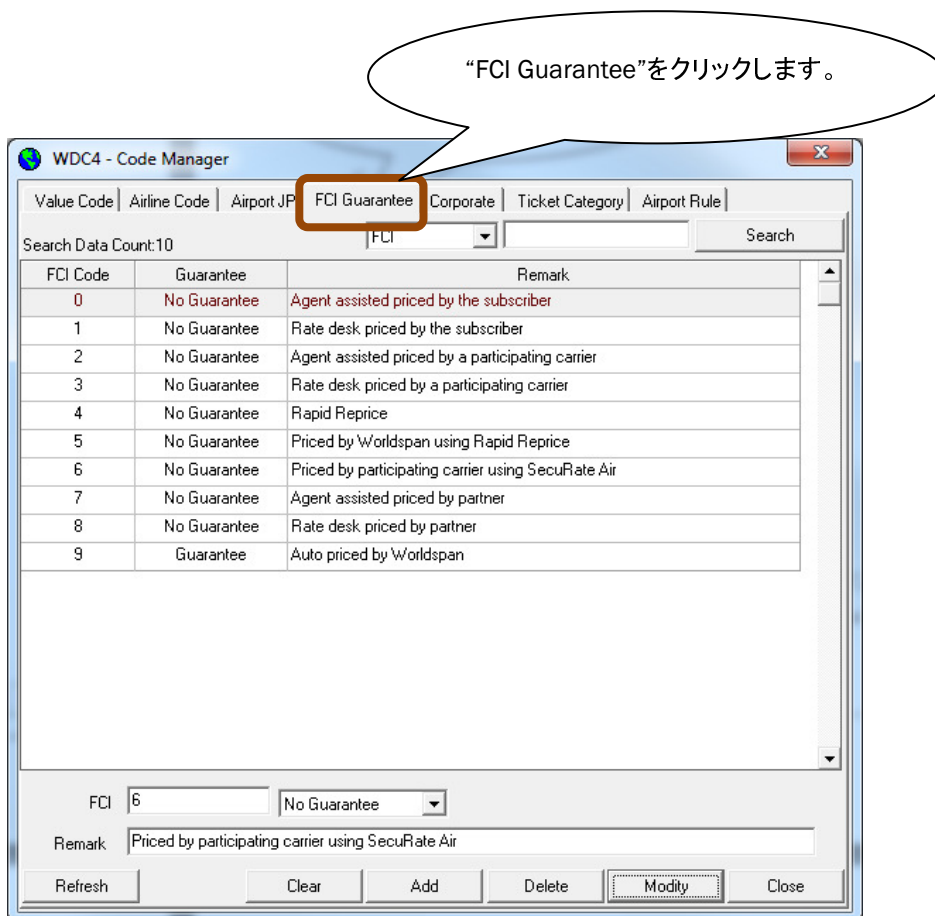 “FCI Guarantee”をクリックします。
WDC4 - Code Manager
Value Code Airline Code Airport JP FCI Guarantee Corporate Ticket Category Airport Rule
Search Data Count:10 FCI Search
FCI Code Guarantee Remark
0 No Guarantee Agent assisted priced by the subscriber
1 No Guarantee Rate desk priced by the subscriber
2 No Guarantee Agent assisted priced by a participating carrier
3 No Guarantee Rate desk priced by a participating carrier
4 No Guarantee Rapid Reprice
5 No Guarantee Priced by Worldspan using Rapid Reprice
6 No Guarantee Priced by participating carrier using SecuRate Air
7 No Guarantee Agent assisted priced by partner
8 No Guarantee Rate desk priced by partner
9 Guarantee Auto priced by Worldspan
FCI 6 No Guarantee
Remark Priced by participating carrier using SecuRate Air
Refresh Clear Add Delete Modify Close